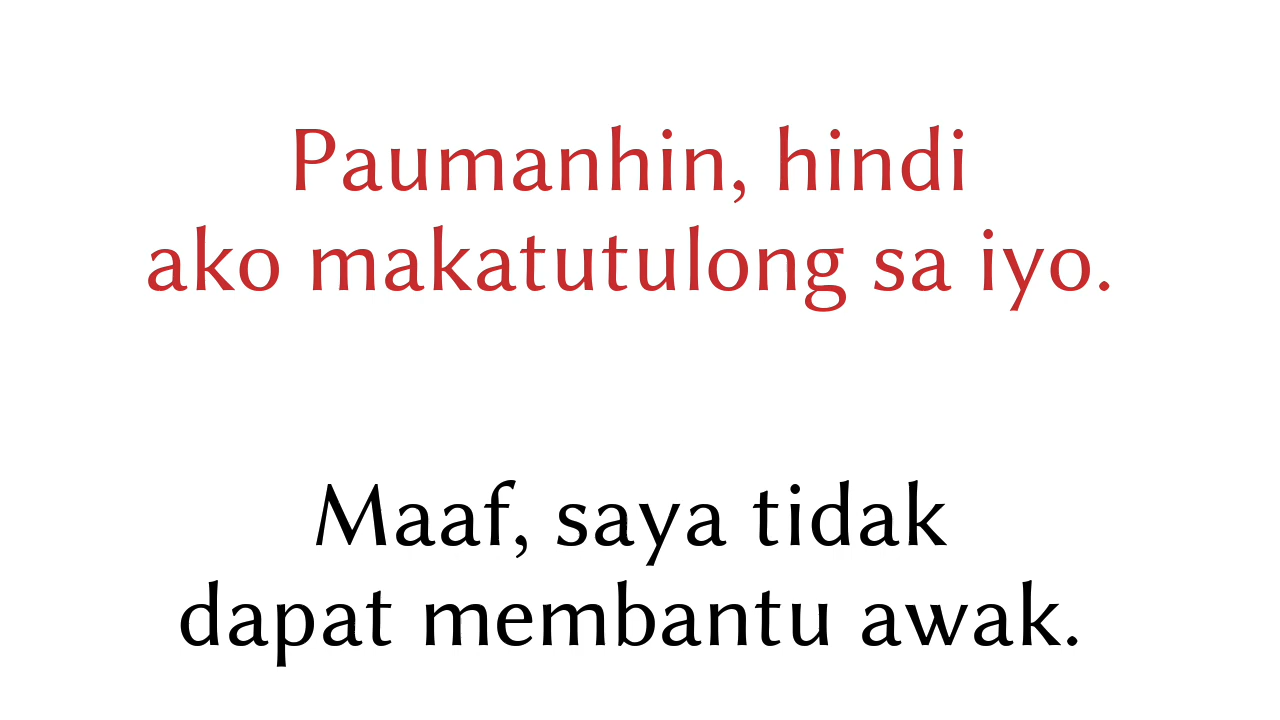 Paumanhin, hindi
ako makatutulong sa iyo.
Maaf, saya tidak
dapat membantu awak.